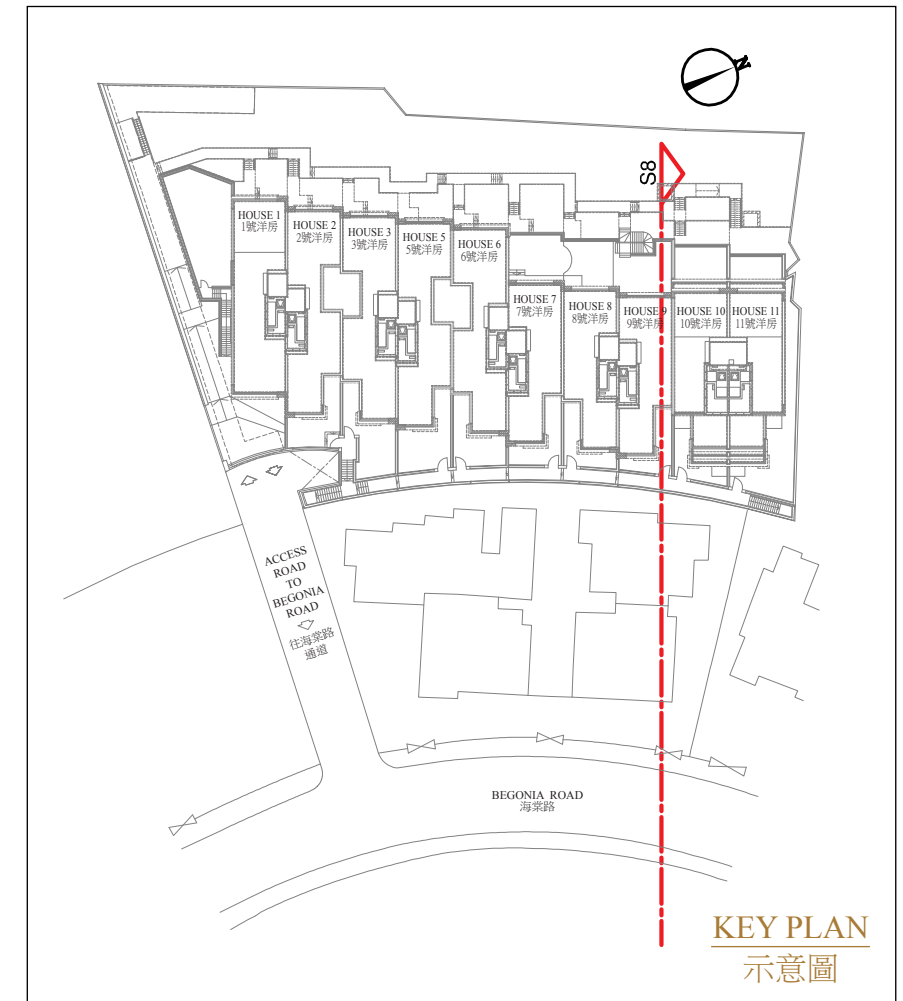 N
S8
HOUSE 1
1號洋房
HOUSE 2
2號洋房
HOUSE 3
3號洋房
HOUSE 5
5號洋房
HOUSE 6
6號洋房
HOUSE 7
7號洋房
HOUSE 8
8號洋房
HOUSE 9
9號洋房
HOUSE 10
10號洋房
HOUSE 11
11號洋房
ACCESS
ROAD
TO
BEGONIA
ROAD
往海棠路
通道
BEGONIA ROAD
海棠路
KEY PLAN
示意圖